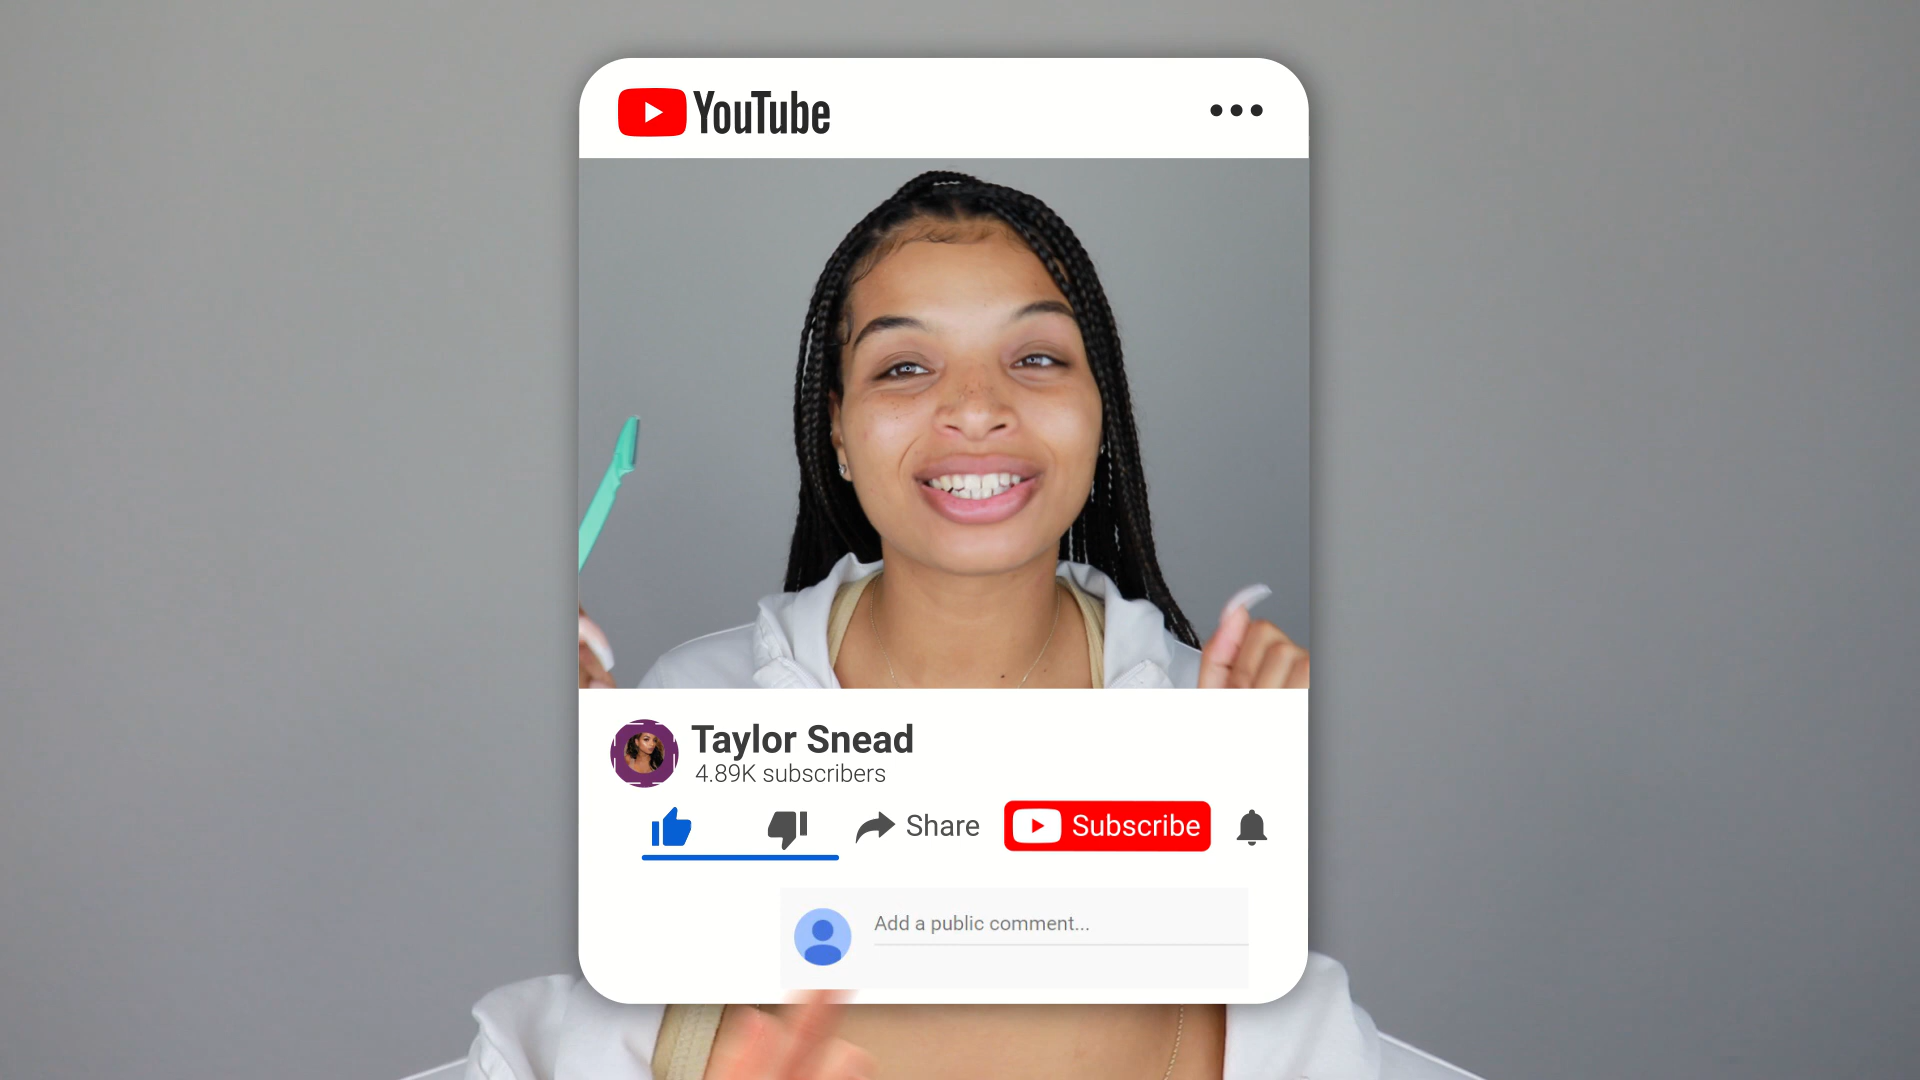 YouTube
Taylor Snead
4.89K subscribers
Share
Subscribe
Add a public comment...